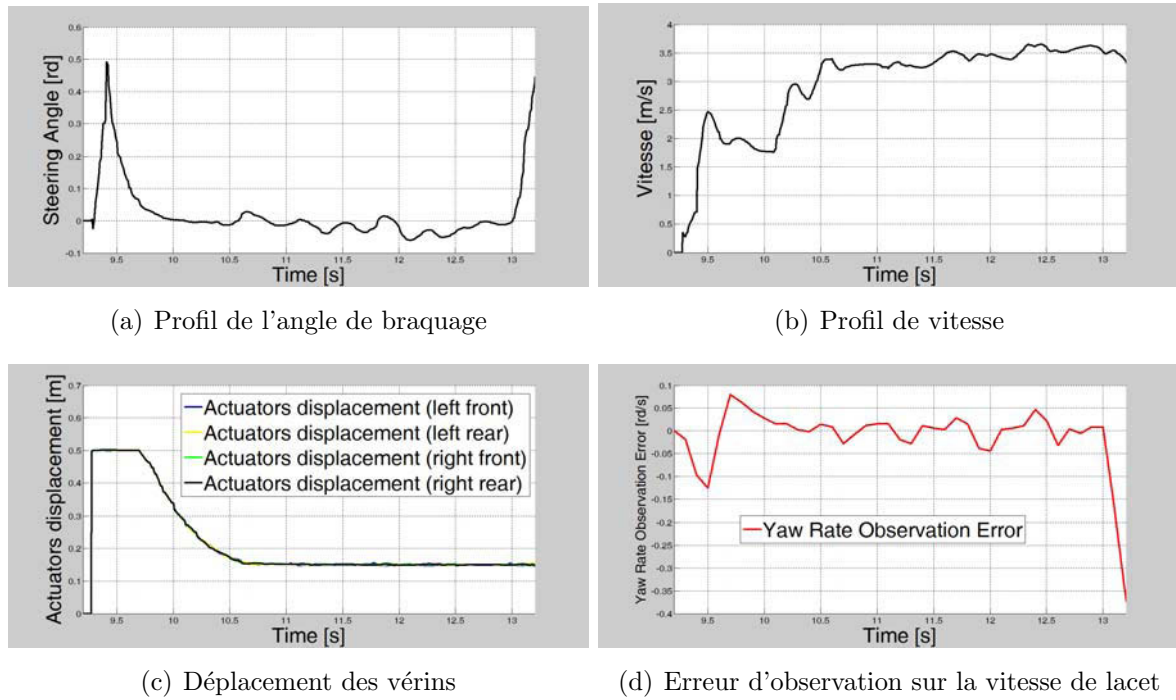 0.6
0.5
0.4
0.3
0.2
0.1
0
-0.1
Steering Angle [rd]
9.5 10 10.5 11 11.5 12 12.5 13
Time [s]
(a) Profil de l'angle de braquage
4
3.5
3
2.5
2
1.5
1
0.5
0
Vitesse [m/s]
9.5 10 10.5 11 11.5 12 12.5 13
Time [s]
(b) Profil de vitesse
0.7
0.6
0.5
0.4
0.3
0.2
0.1
0
Actuators displacement [m]
Actuators displacement (left front)
Actuators displacement (left rear)
Actuators displacement (right front)
Actuators displacement (right rear)
9.5 10 10.5 11 11.5 12 12.5 13
Time [s]
(c) Déplacement des vérins
0.1
0.05
0
-0.05
-0.1
-0.15
-0.2
-0.25
-0.3
-0.35
-0.4
Yaw Rate Observation Error [rd/s]
Yaw Rate Observation Error
9.5 10 10.5 11 11.5 12 12.5 13
Time [s]
(d) Erreur d'observation sur la vitesse de lacet